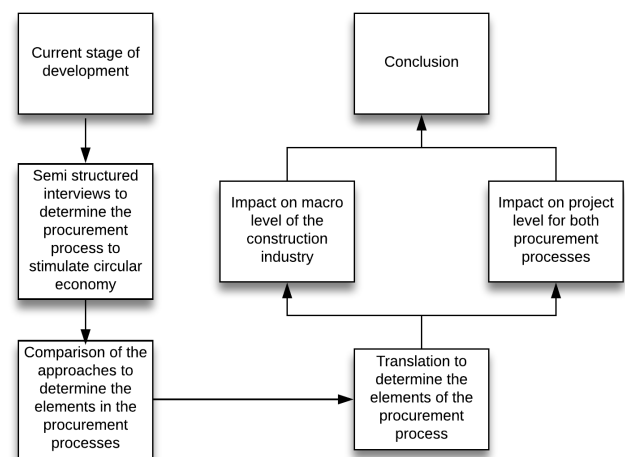 Current stage of
development
Semi structured
interviews to
determine the
procurement
process to
stimulate circular
economy
Comparison of the
approaches to
determine the
elements in the
procurement
processes
Translation to
determine the
elements of the
procurement
process
Impact on macro
level of the
construction
industry
Impact on project
level for both
procurement
processes
Conclusion